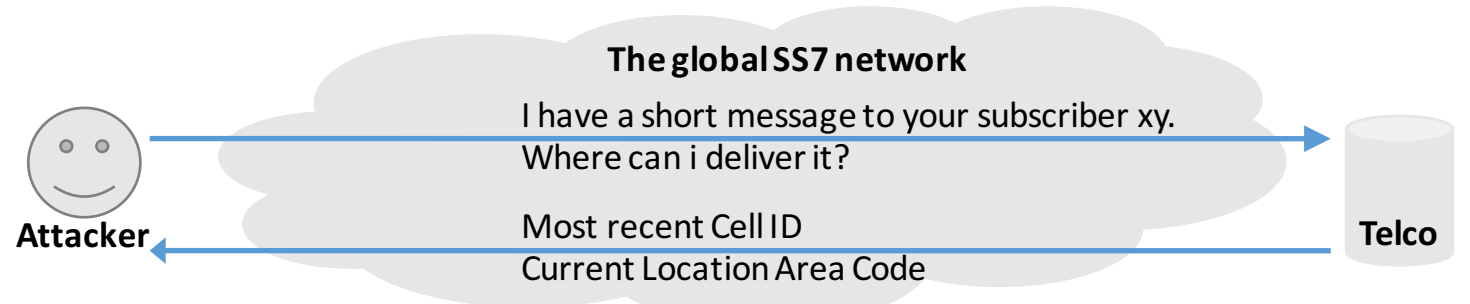 The global SS7 network
I have a short message to your subscriber xy.
Where can i deliver it?
Attacker
Telco
Most recent Cell ID
Current Location Area Code